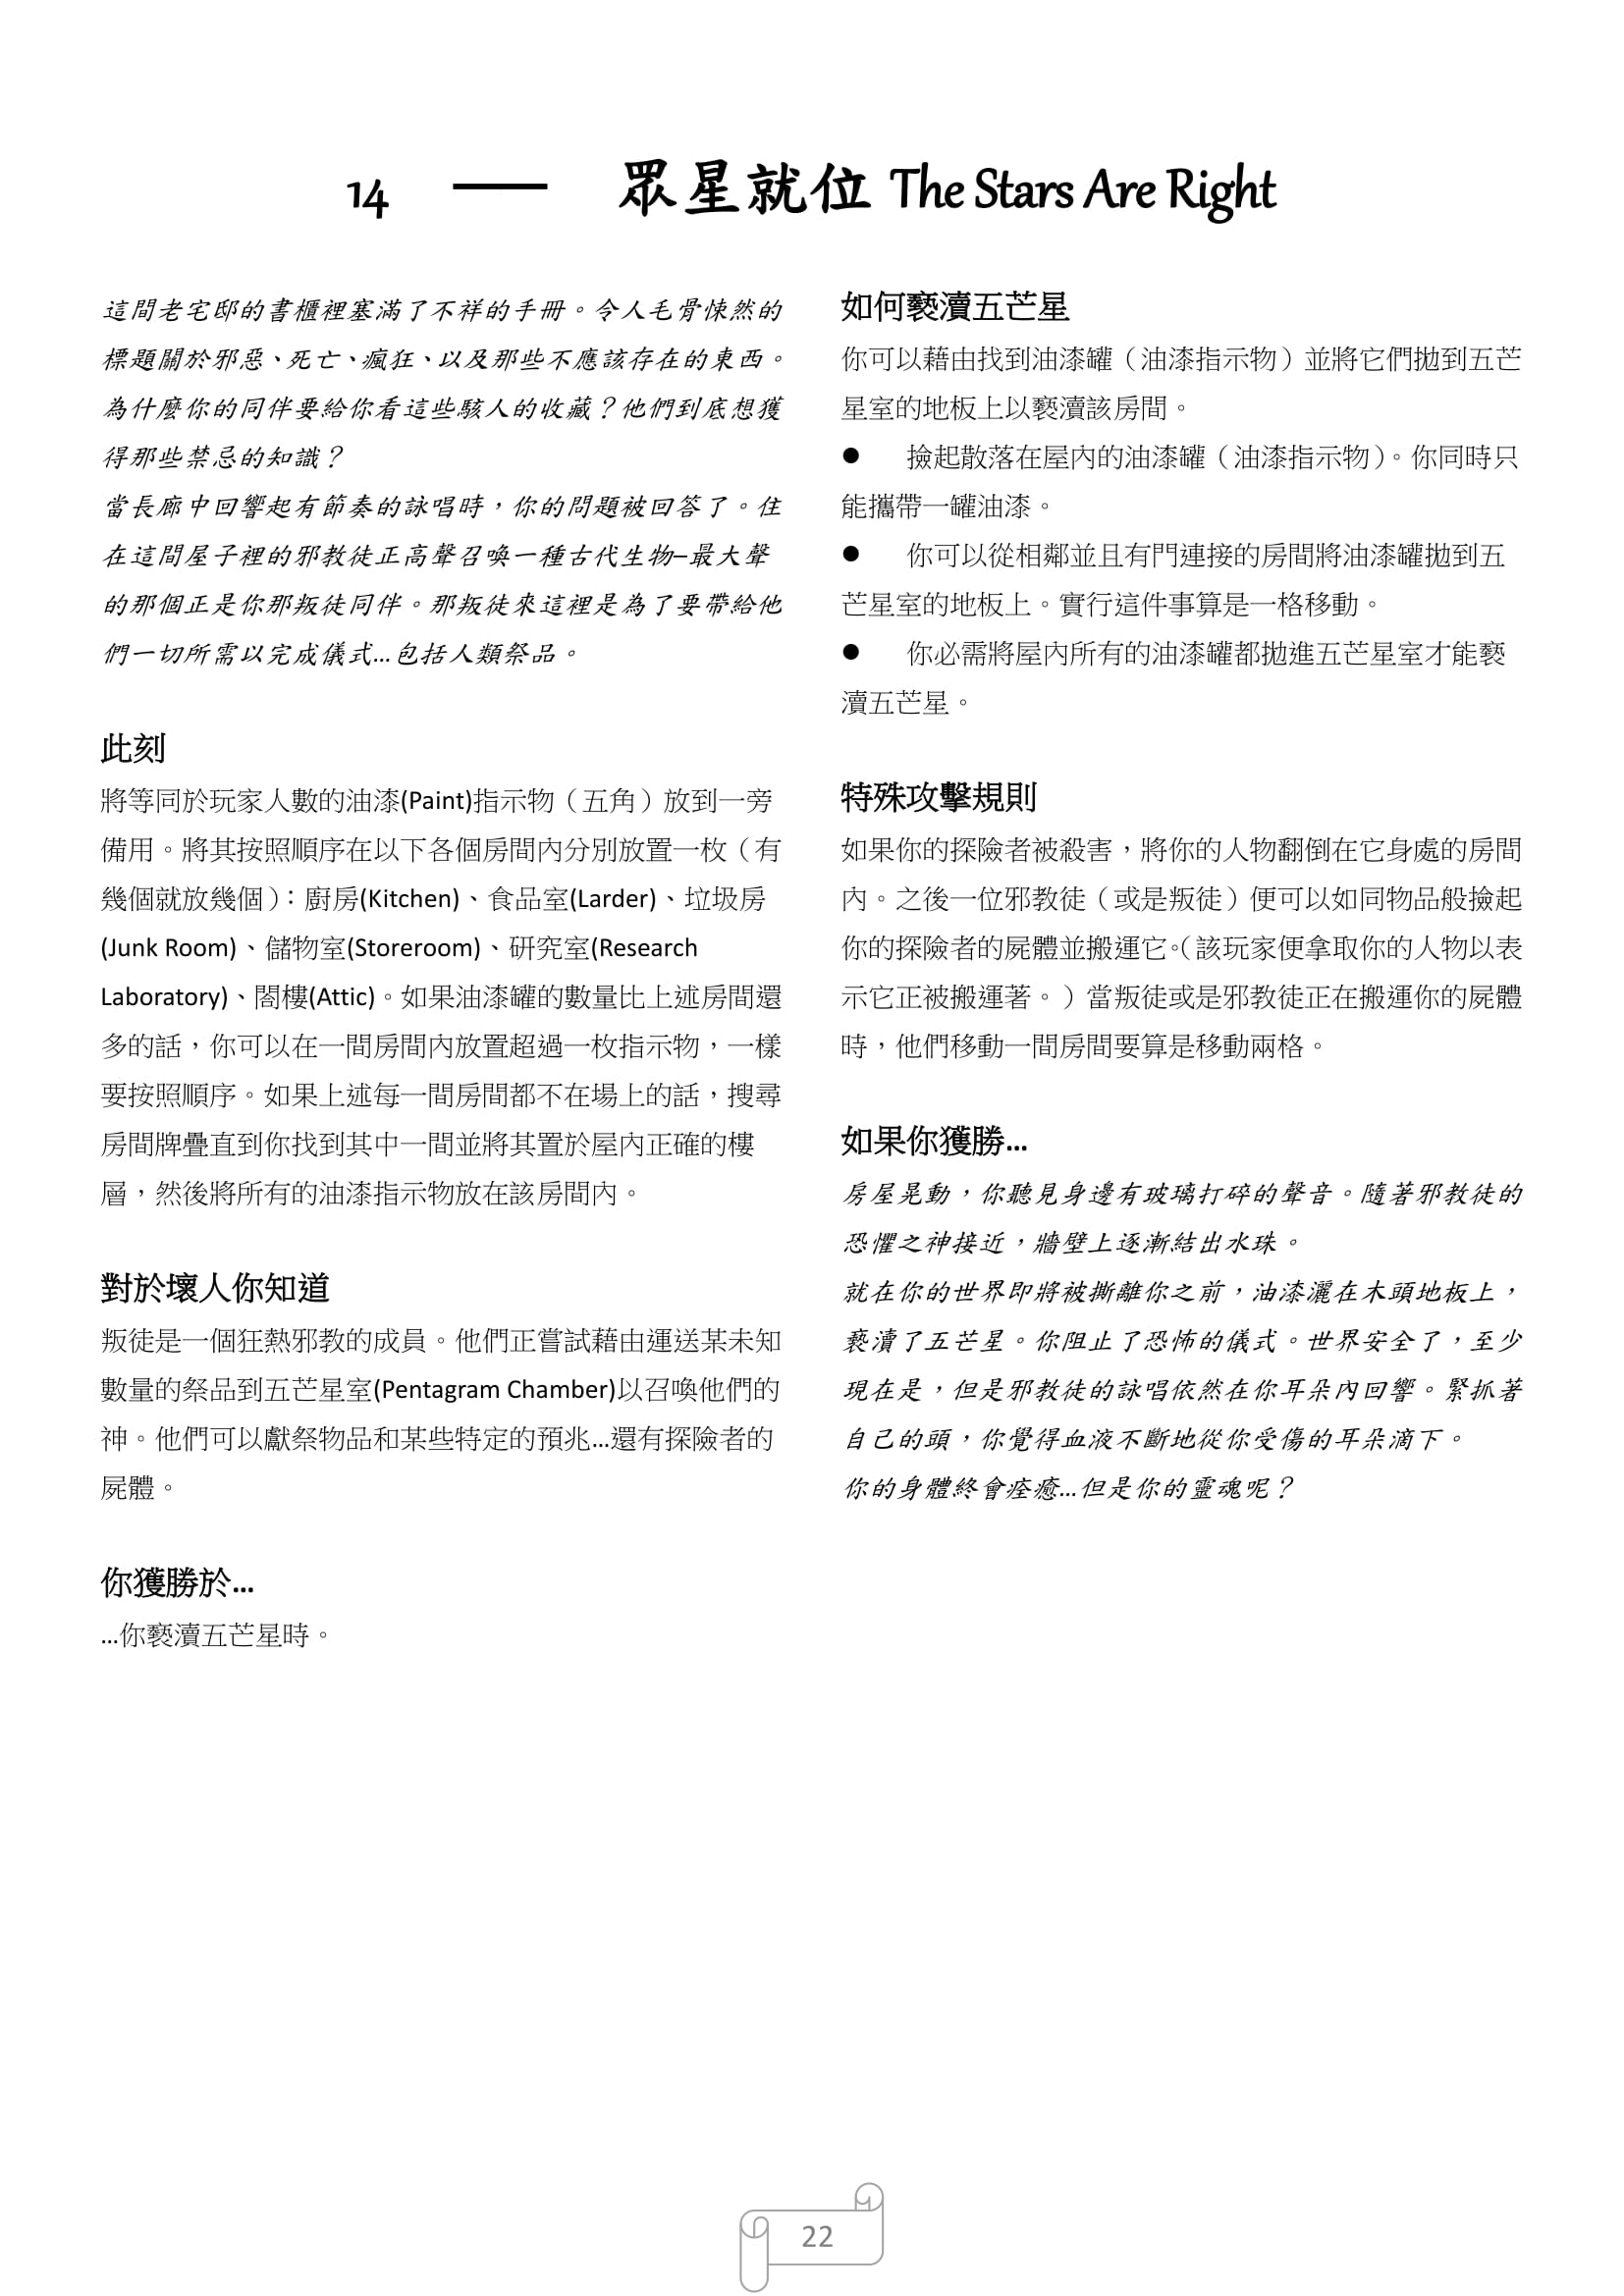 14 — 眾星就位 The Stars Are Right
這間老宅邸的書櫃裡塞滿了不祥的手冊。令人毛骨悚然的
標題關於邪惡、死亡、瘋狂、以及那些不應該存在的東西。
為什麼你的同伴要給你看這些駭人的收藏？他們到底想獲
得那些禁忌的知識？
當長廊中回響起有節奏的詠唱時，你的問題被回答了。住
在這間屋子裡的邪教徒正高聲召喚一種古代生物–最大聲
的那個正是你那叛徒同伴。那叛徒來這裡是為了要帶給他
們一切所需以完成儀式…包括人類祭品。
此刻
將等同於玩家人數的油漆(Paint)指示物（五角）放到一旁
備用。將其按照順序在以下各個房間內分別放置一枚（有
幾個就放幾個）：廚房(Kitchen)、食品室(Larder)、垃圾房
(Junk Room)、儲物室(Storeroom)、研究室(Research
Laboratory)、閣樓(Attic)。如果油漆罐的數量比上述房間還
多的話，你可以在一間房間內放置超過一枚指示物，一樣
要按照順序。如果上述每一間房間都不在場上的話，搜尋
房間牌疊直到你找到其中一間並將其置於屋內正確的樓
層，然後將所有的油漆指示物放在該房間內。
對於壞人你知道
叛徒是一個狂熱邪教的成員。他們正嘗試藉由運送某未知
數量的祭品到五芒星室(Pentagram Chamber)以召喚他們的
神。他們可以獻祭物品和某些特定的預兆…還有探險者的
屍體。
你獲勝於…
…你褻瀆五芒星時。
如何褻瀆五芒星
你可以藉由找到油漆罐（油漆指示物）並將它們拋到五芒
星室的地板上以褻瀆該房間。
● 撿起散落在屋內的油漆罐（油漆指示物）。你同時只
能攜帶一罐油漆。
● 你可以從相鄰並且有門連接的房間將油漆罐拋到五
芒星室的地板上。實行這件事算是一格移動。
● 你必需將屋內所有的油漆罐都拋進五芒星室才能褻
瀆五芒星。
特殊攻擊規則
如果你的探險者被殺害，將你的人物翻倒在它身處的房間
內。之後一位邪教徒（或是叛徒）便可以如同物品般撿起
你的探險者的屍體並搬運它。（該玩家便拿取你的人物以表
示它正被搬運著。）當叛徒或是邪教徒正在搬運你的屍體
時，他們移動一間房間要算是移動兩格。
如果你獲勝…
房屋晃動，你聽見身邊有玻璃打碎的聲音。隨著邪教徒的
恐懼之神接近，牆壁上逐漸結出水珠。
就在你的世界即將被撕離你之前，油漆灑在木頭地板上，
褻瀆了五芒星。你阻止了恐怖的儀式。世界安全了，至少
現在是，但是邪教徒的詠唱依然在你耳朵內回響。緊抓著
自己的頭，你覺得血液不斷地從你受傷的耳朵滴下。
你的身體終會痊癒…但是你的靈魂呢？
22